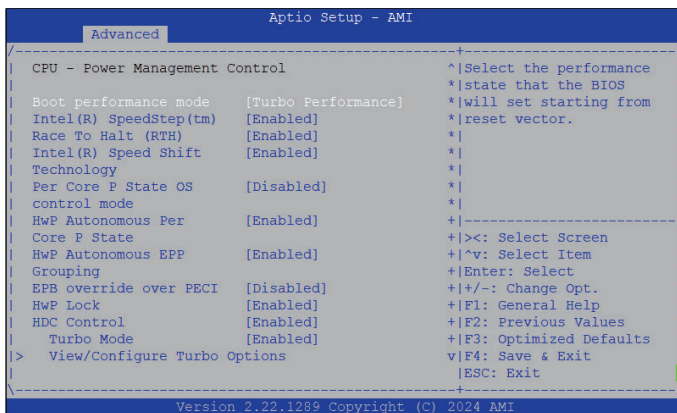 Aptio Setup - AMI
Advanced
/----------------------------------------------------+------------------------
| CPU - Power Management Control ^|Select the performance
| *|state that the BIOS
| Boot performance mode [Turbo Performance] *|will set starting from
| Intel(R) SpeedStep(tm) [Enabled] *|reset vector.
| Race To Halt (RTH) [Enabled] *|
| Intel(R) Speed Shift [Enabled] *|
| Technology *|
| Per Core P State OS [Disabled] *|
| control mode *|
| HwP Autonomous Per [Enabled] +|------------------------
| Core P State +|><: Select Screen
| HwP Autonomous EPP [Enabled] +|^v: Select Item
| Grouping +|Enter: Select
| EPB override over PECI [Disabled] +|+/-: Change Opt.
| HwP Lock [Enabled] +|F1: General Help
| HDC Control [Enabled] +|F2: Previous Values
| Turbo Mode [Enabled] +|F3: Optimized Defaults
|> View/Configure Turbo Options v|F4: Save & Exit
| |ESC: Exit
\----------------------------------------------------+------------------------
Version 2.22.1289 Copyright (C) 2024 AMI